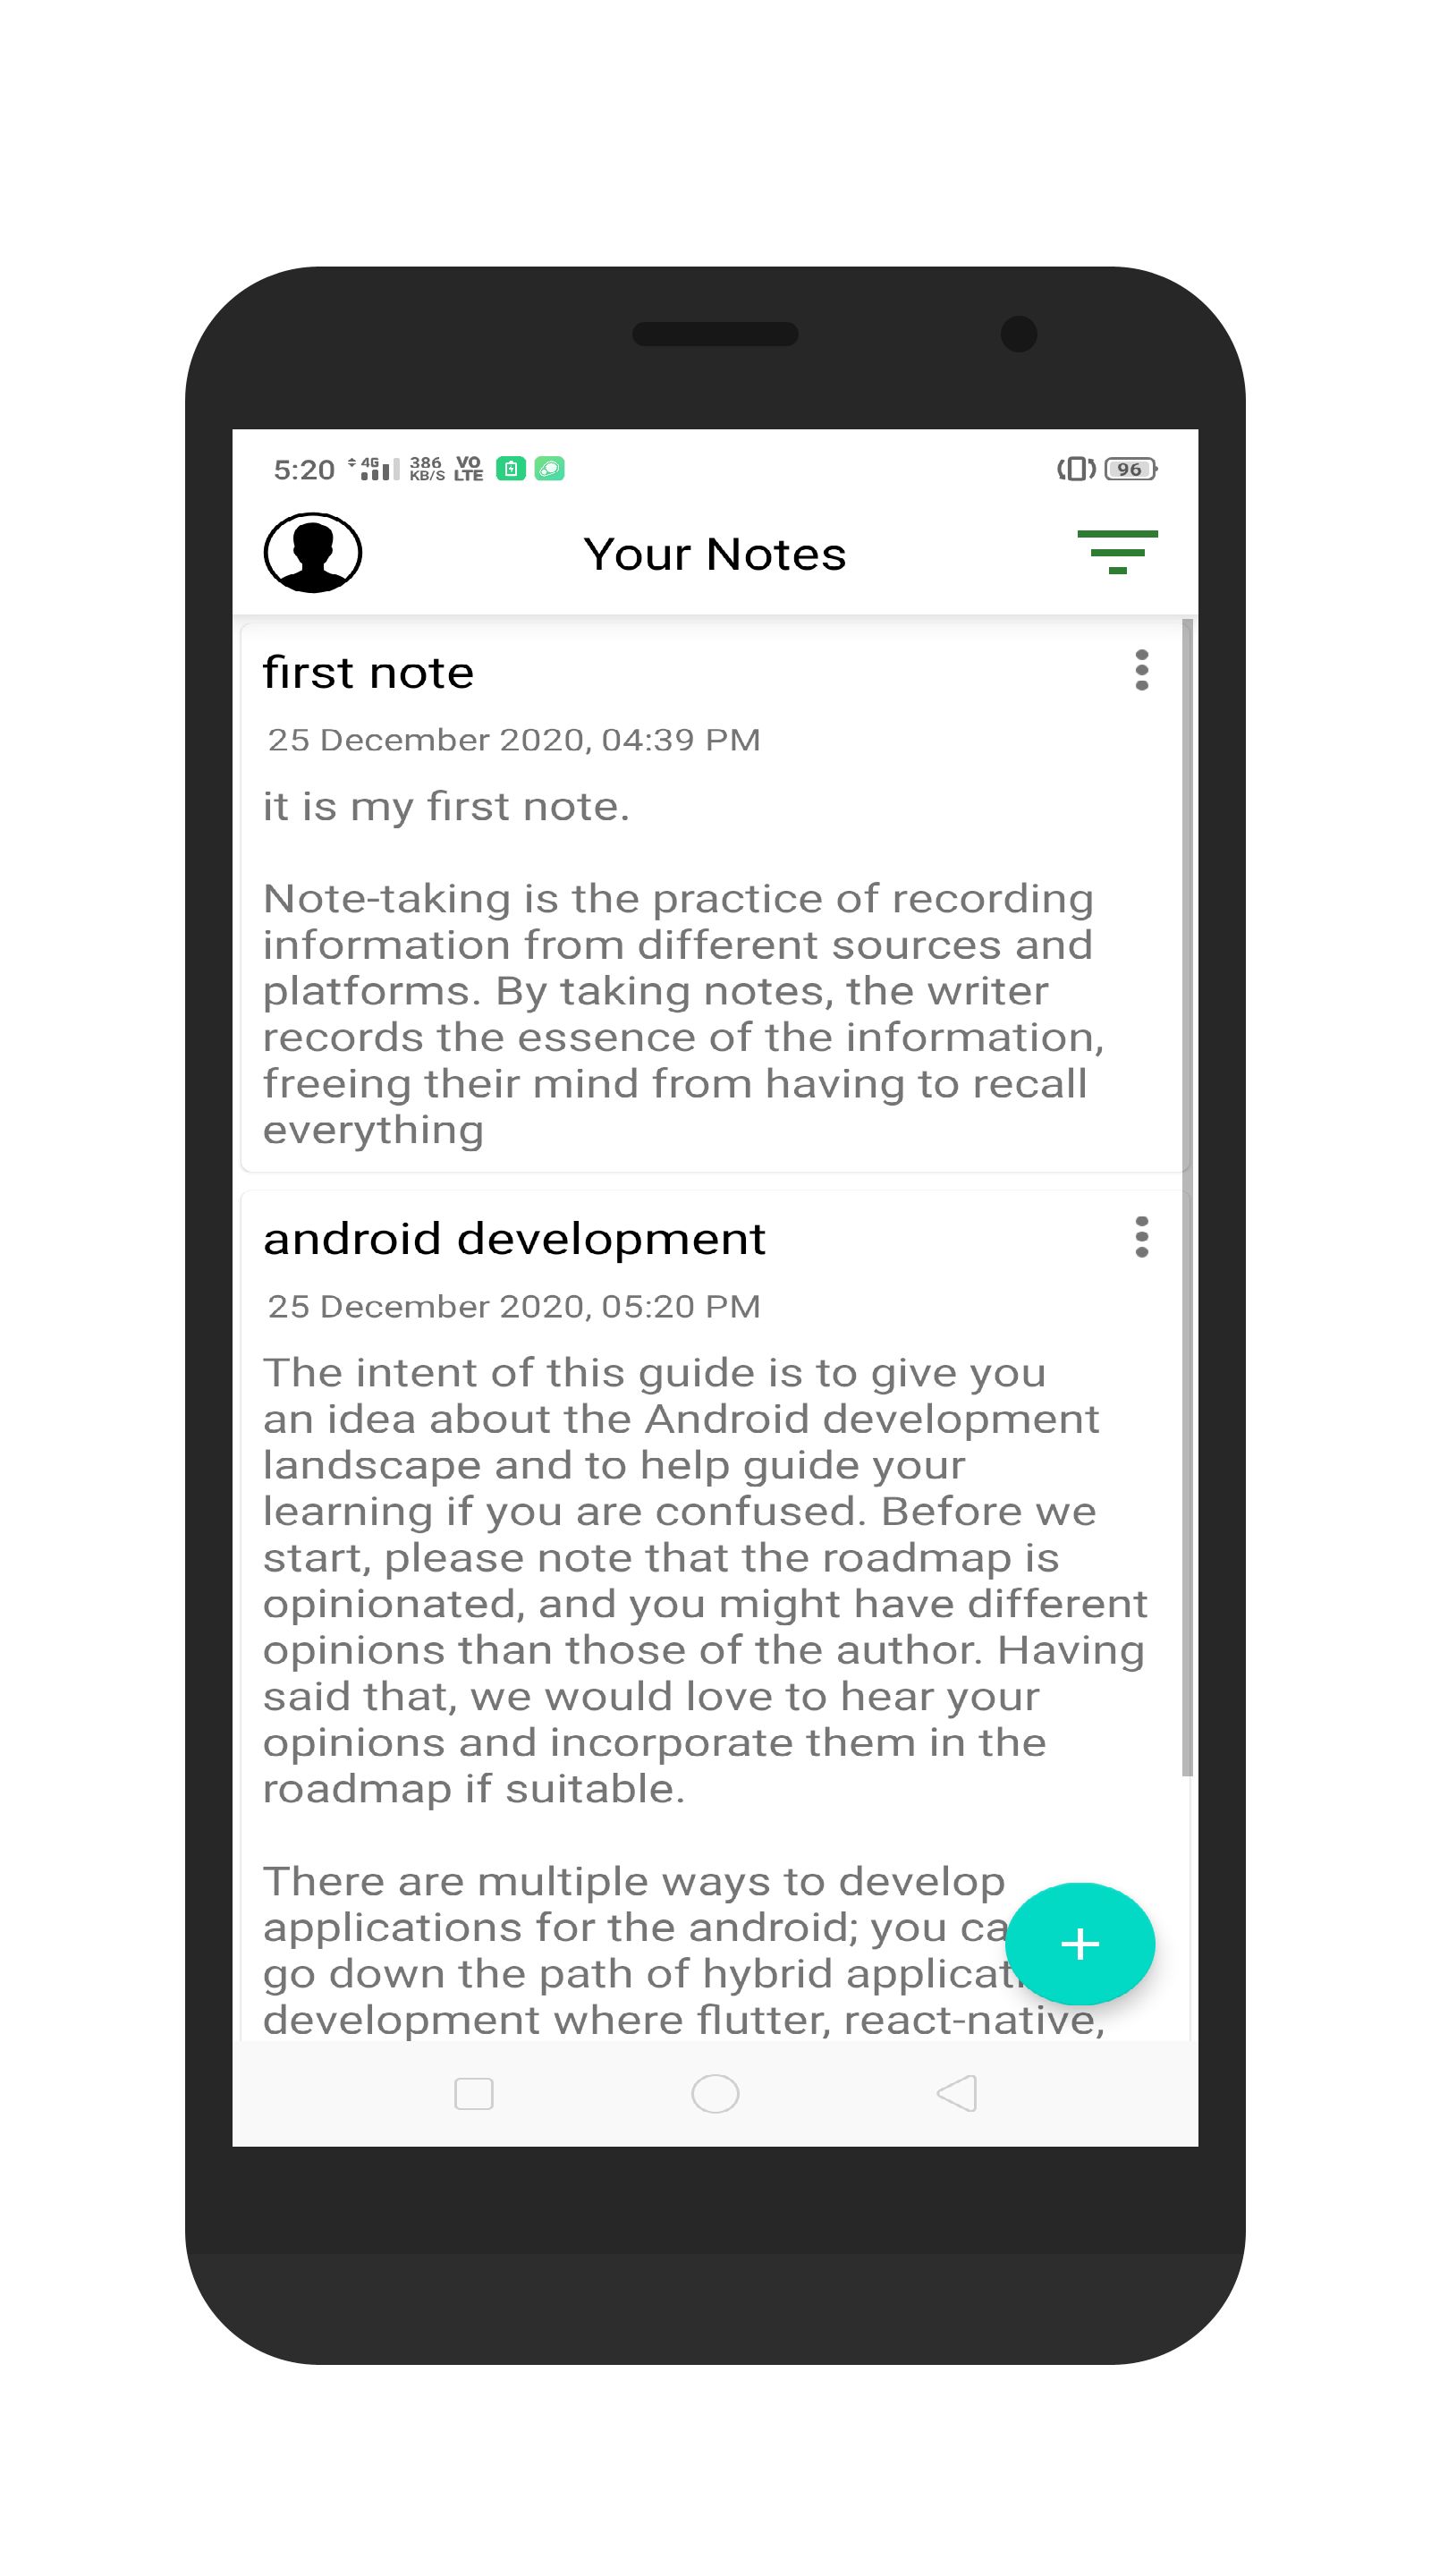 5:20 4G 386 KB/S VO LTE 96
Your Notes
first note
25 December 2020, 04:39 PM
it is my first note.
Note-taking is the practice of recording
information from different sources and
platforms. By taking notes, the writer
records the essence of the information,
freeing their mind from having to recall
everything
android development
25 December 2020, 05:20 PM
The intent of this guide is to give you
an idea about the Android development
landscape and to help guide your
learning if you are confused. Before we
start, please note that the roadmap is
opinionated, and you might have different
opinions than those of the author. Having
said that, we would love to hear your
opinions and incorporate them in the
roadmap if suitable.
There are multiple ways to develop
applications for the android; you
go down the path of hybrid
development where flutter, react-native,